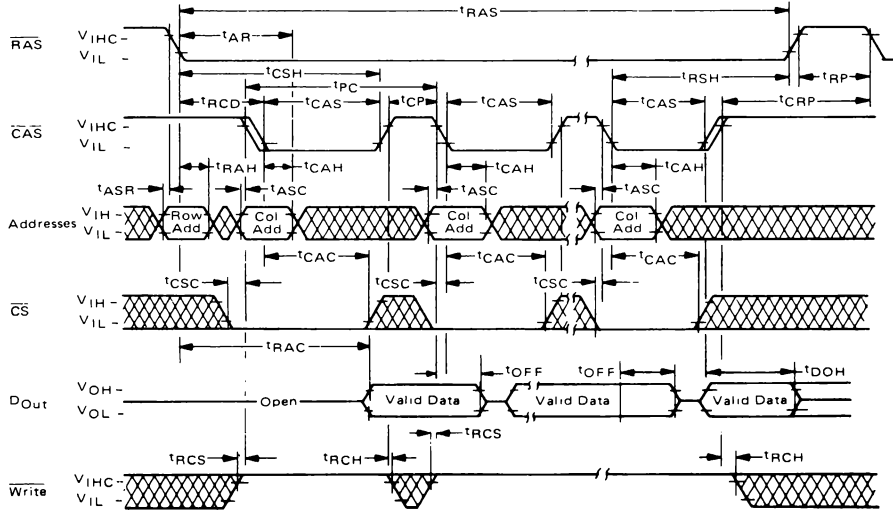 tRAS
RAS VIHC
VIL
tAR
tCSH
tPC
tRSH
tRP
tRCD tCAS tCP tCAS tCAS tCRP
CAS VIHC
VIL
tRAH tCAH tCAH tCAH
tASR tASC tASC tASC
Addresses VIH
VIL
Row Add Col Add Col Add Col Add
tCAC tCAC tCAC
tCSC tCSC tCSC
CS VIH
VIL
tRAC
tOFF tOFF tDOH
DOut VOH
VOL
Open Valid Data Valid Data Valid Data
tRCS
tRCS tRCH tRCH
Write VIHC
VIL